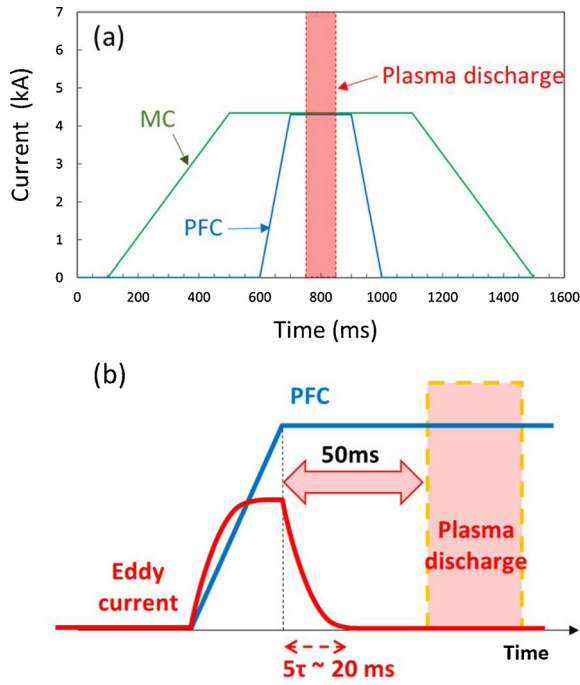 (a)
7
6
5
4
3
2
1
0
Current (kA)
MC
PFC
Plasma discharge
0 200 400 600 800 1000 1200 1400 1600
Time (ms)
(b)
PFC
50ms
Eddy
current
Plasma
discharge
Time
5τ ~ 20 ms